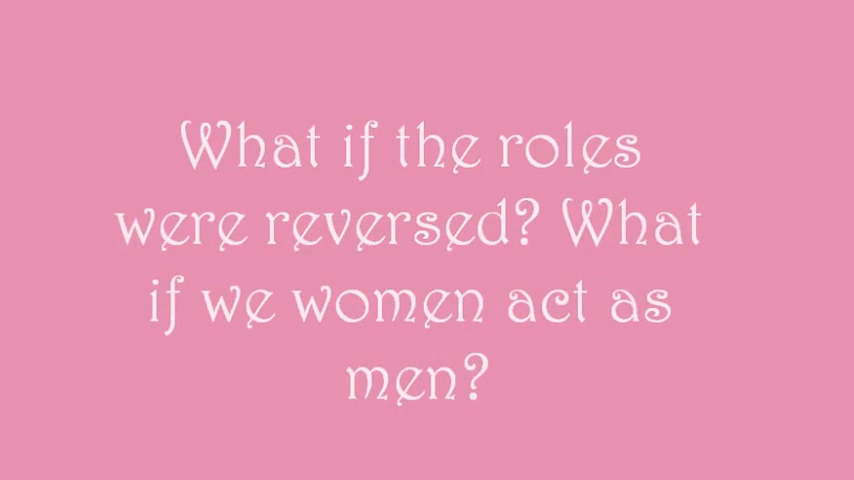 What if the roles
were reversed? What
if we women act as
men?